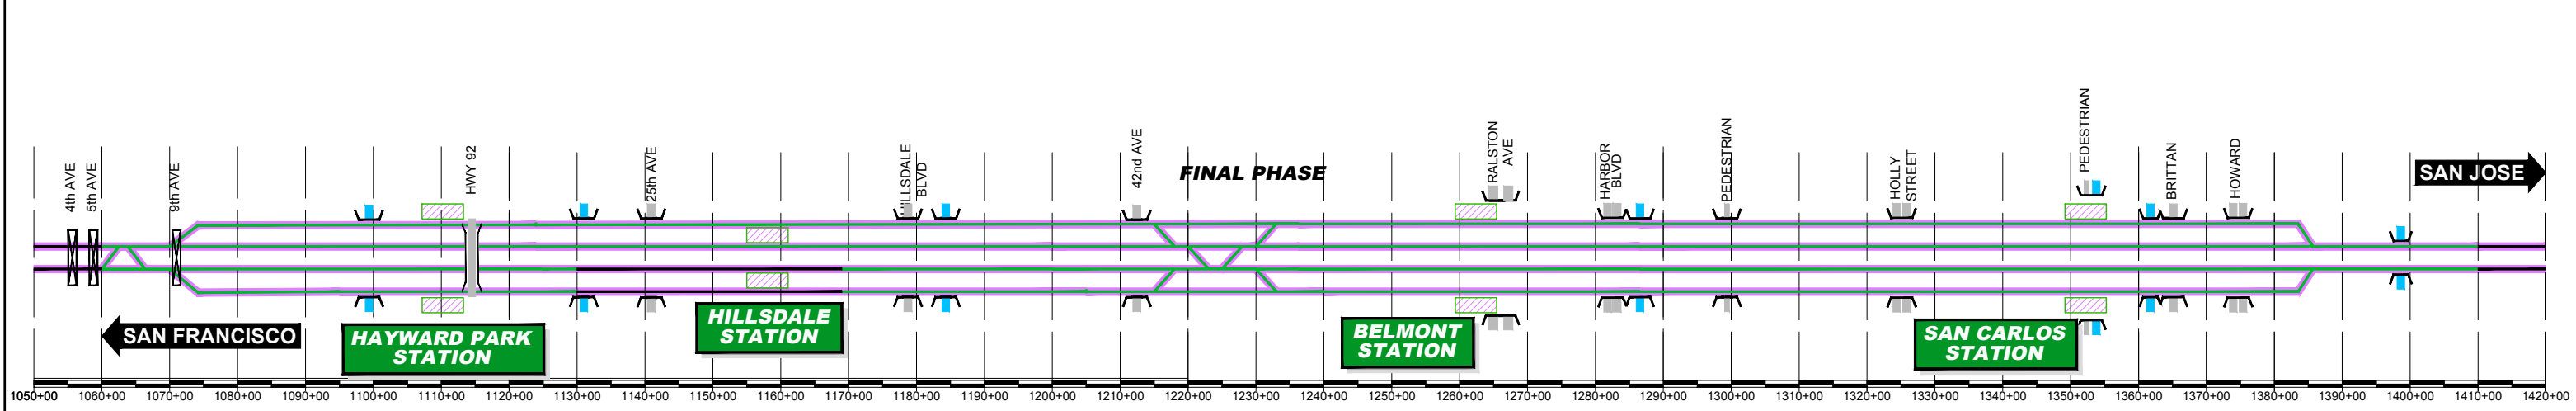 4th AVE
5th AVE
9th AVE
HWY 92
25th AVE
HILLSDALE
BLVD
42nd AVE
FINAL PHASE
RALSTON
AVE
HARBOR
BLVD
PEDESTRIAN
HOLLY
STREET
PEDESTRIAN
BRITTAN
HOWARD
SAN JOSE
SAN FRANCISCO
HAYWARD PARK
STATION
HILLSDALE
STATION
BELMONT
STATION
SAN CARLOS
STATION
1050+00 1060+00 1070+00 1080+00 1090+00 1100+00 1110+00 1120+00 1130+00 1140+00 1150+00 1160+00 1170+00 1180+00 1190+00 1200+00 1210+00 1220+00 1230+00 1240+00 1250+00 1260+00 1270+00 1280+00 1290+00 1300+00 1310+00 1320+00 1330+00 1340+00 1350+00 1360+00 1370+00 1380+00 1390+00 1400+00 1410+00 1420+00